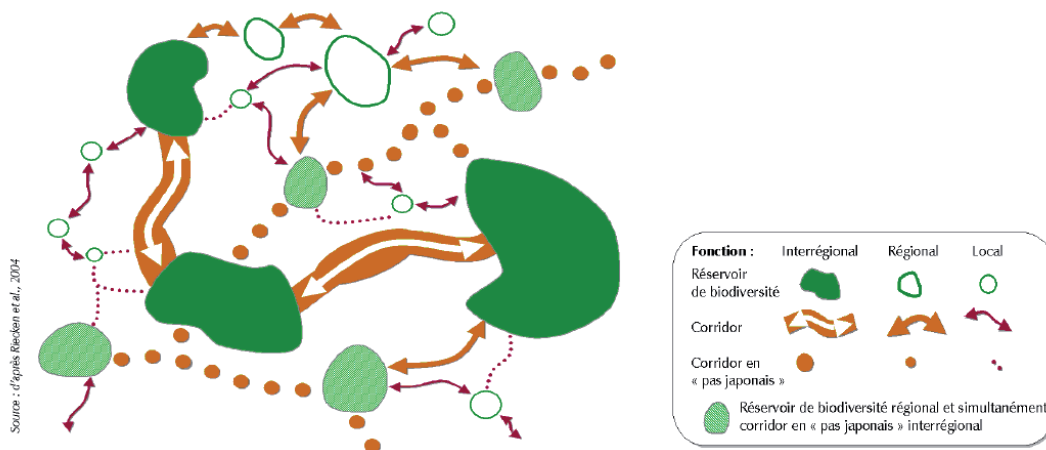 Source : d'après Riecken et al., 2004
Fonction : Interrégional Régional Local
Réservoir
de biodiversité
Corridor
Corridor en
« pas japonais »
Réservoir de biodiversité régional et simultanément
corridor en « pas japonais » interrégional